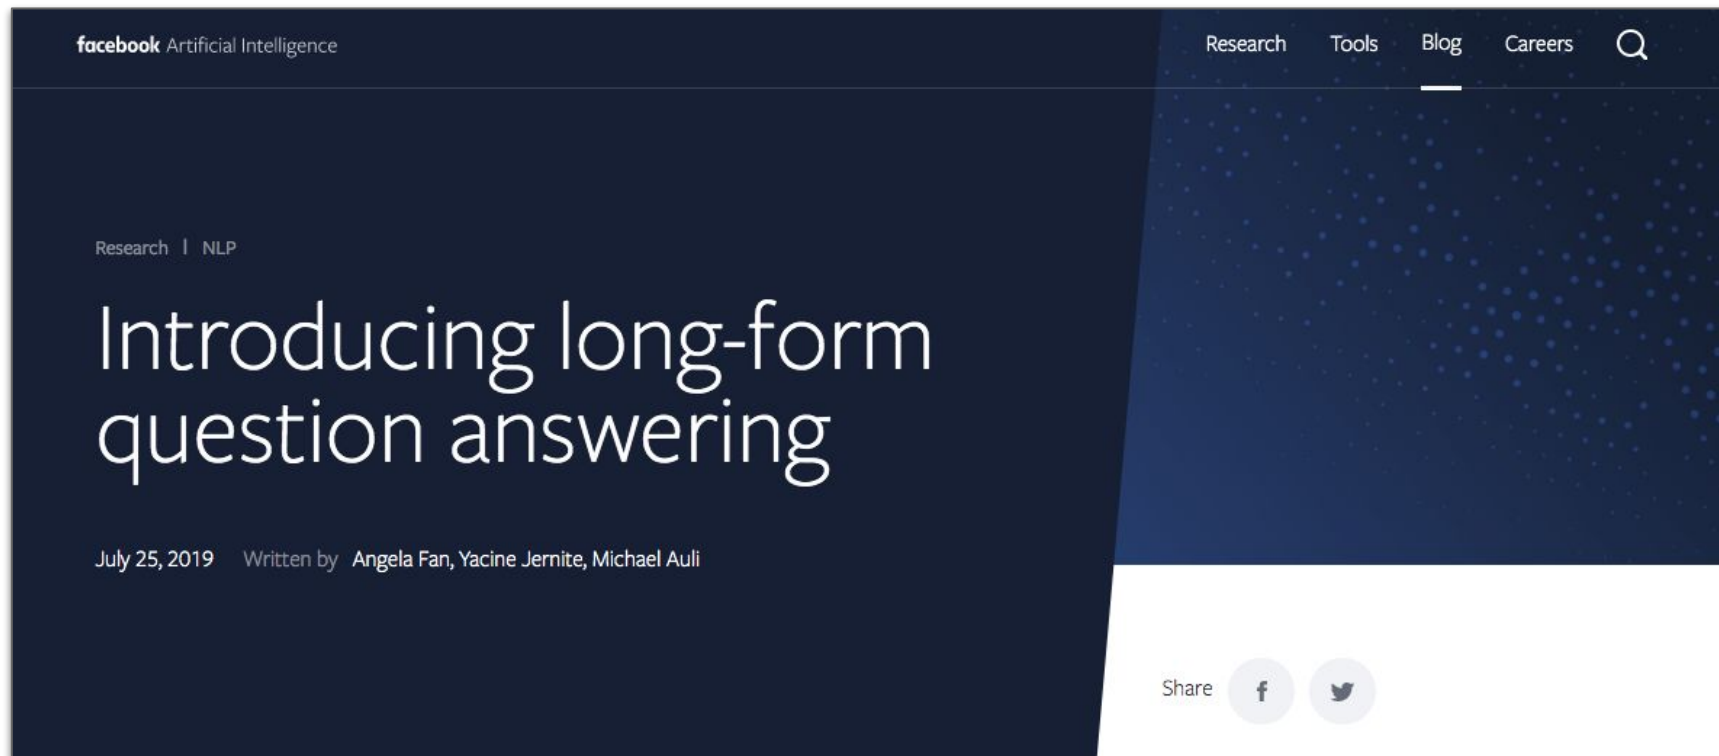 facebook Artificial Intelligence
Research Tools Blog Careers
Research | NLP
Introducing long-form
question answering
July 25, 2019 Written by Angela Fan, Yacine Jernite, Michael Auli
Share